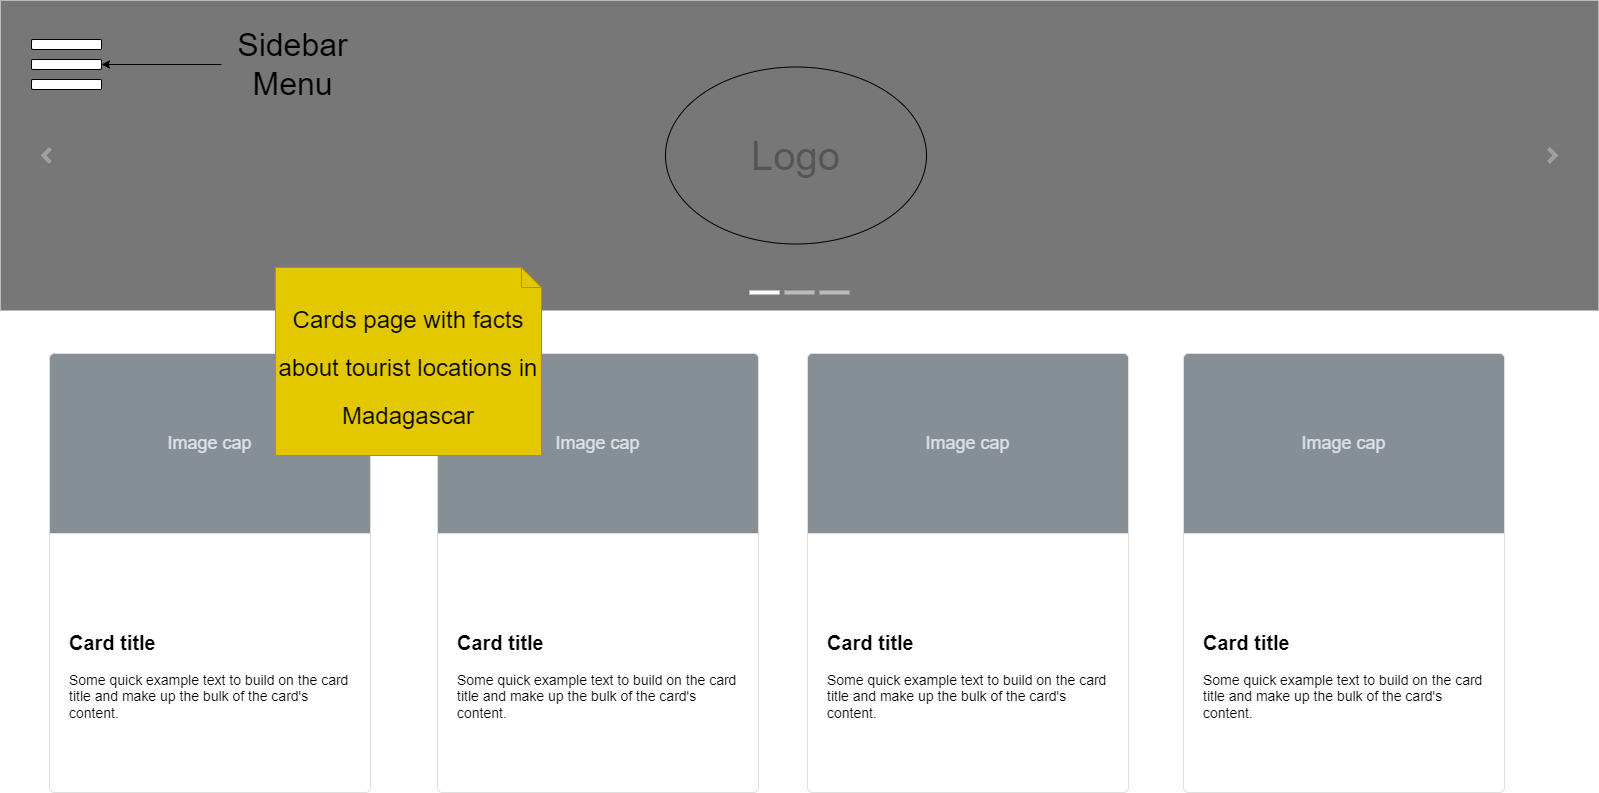 Sidebar
Menu
Logo
Cards page with facts
about tourist locations in
Madagascar
Image cap
Image cap
Image cap
Image cap
Card title
Some quick example text to build on the card
title and make up the bulk of the card's
content.
Card title
Some quick example text to build on the card
title and make up the bulk of the card's
content.
Card title
Some quick example text to build on the card
title and make up the bulk of the card's
content.
Card title
Some quick example text to build on the card
title and make up the bulk of the card's
content.